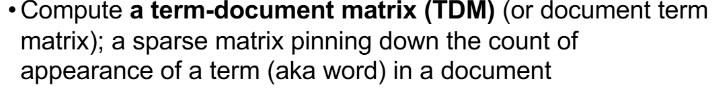 • Compute a term-document matrix (TDM) (or document term
matrix); a sparse matrix pinning down the count of
appearance of a term (aka word) in a document